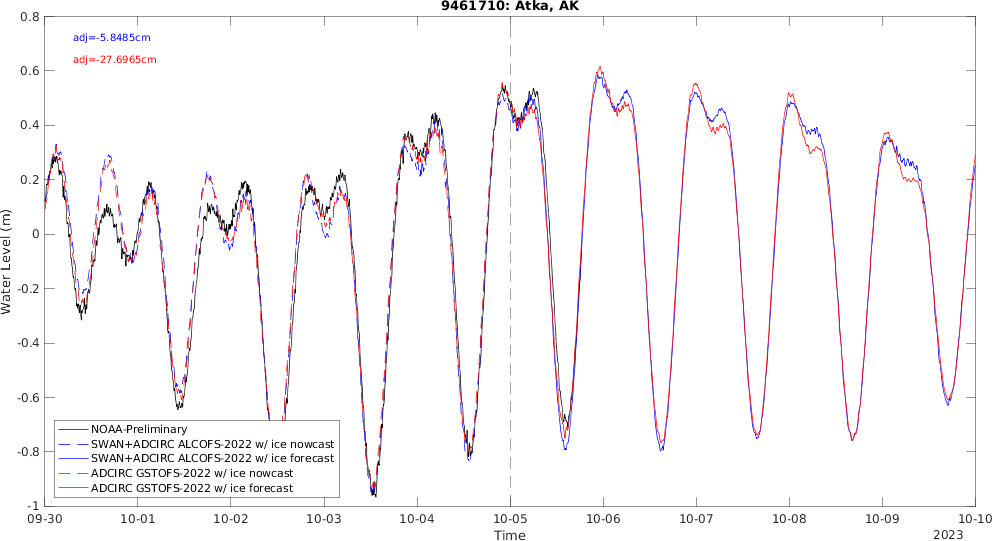 9461710: Atka, AK
adj=-5.8485cm
adj=-27.6965cm
0.8
0.6
0.4
0.2
0
-0.2
-0.4
-0.6
-0.8
-1
Water Level (m)
NOAA-Preliminary
SWAN+ADCIRC ALCOFS-2022 w/ ice nowcast
SWAN+ADCIRC ALCOFS-2022 w/ ice forecast
ADCIRC GSTOFS-2022 w/ ice nowcast
ADCIRC GSTOFS-2022 w/ ice forecast
09-30 10-01 10-02 10-03 10-04 10-05 10-06 10-07 10-08 10-09 10-10
Time
2023